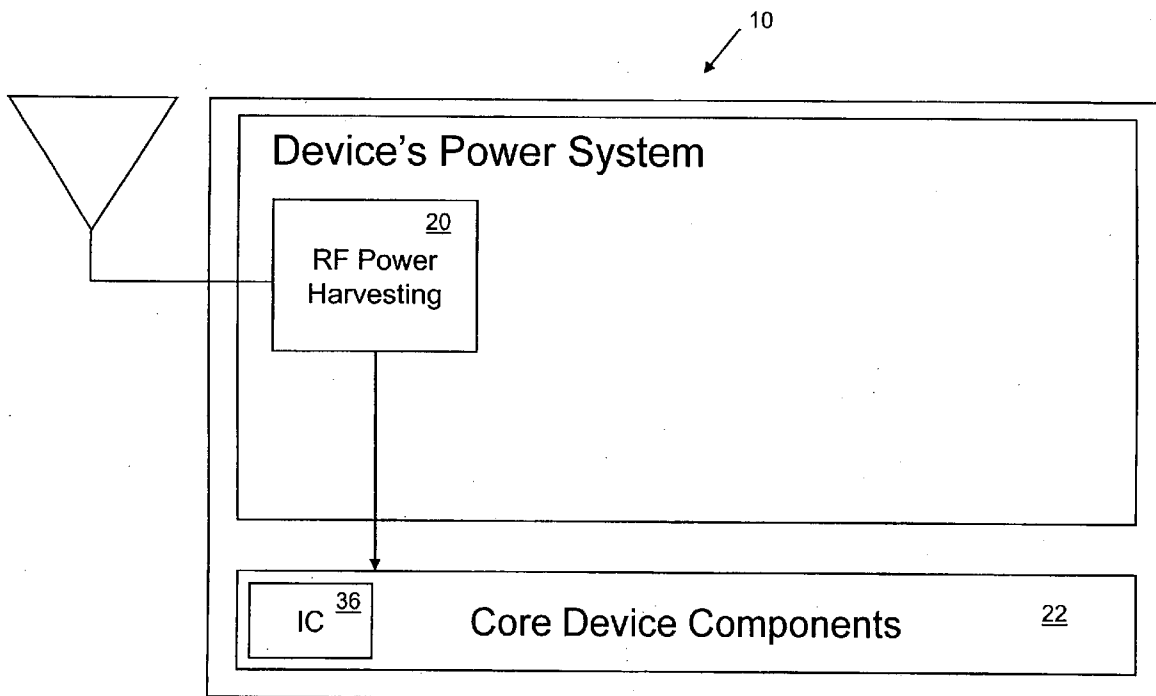 10
Device's Power System
20
RF Power
Harvesting
IC
36
Core Device Components
22